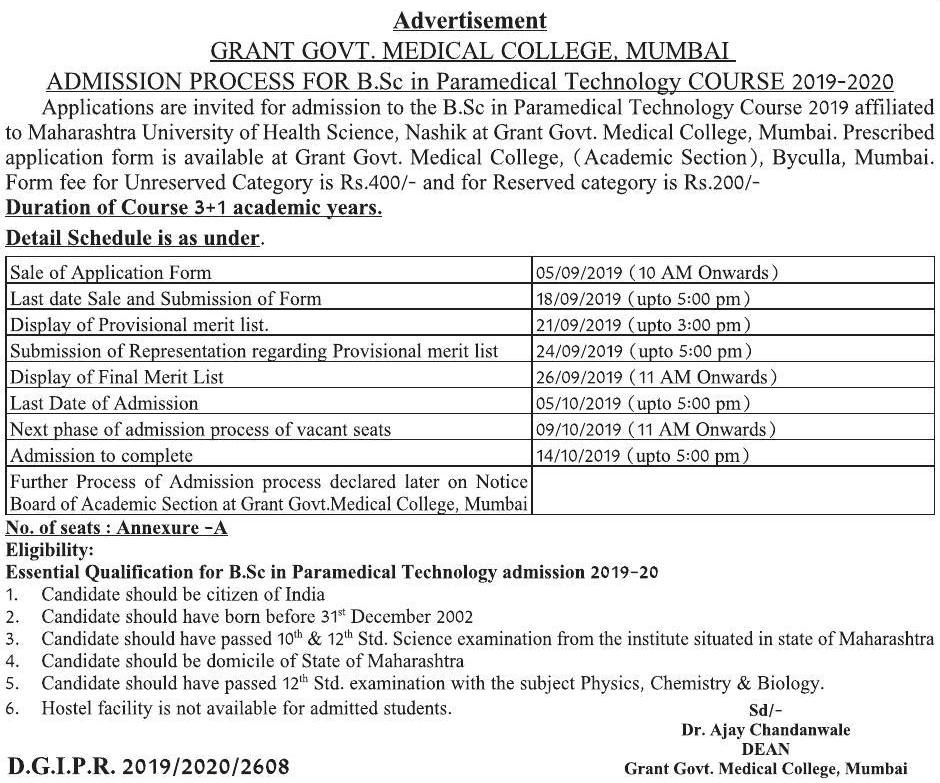 Advertisement
GRANT GOVT. MEDICAL COLLEGE, MUMBAI
ADMISSION PROCESS FOR B.Sc in Paramedical Technology COURSE 2019-2020
Applications are invited for admission to the B.Sc in Paramedical Technology Course 2019 affiliated
to Maharashtra University of Health Science, Nashik at Grant Govt. Medical College, Mumbai. Prescribed
application form is available at Grant Govt. Medical College, (Academic Section), Byculla, Mumbai.
Form fee for Unreserved Category is Rs.400/- and for Reserved category is Rs.200/-
Duration of Course 3+1 academic years.
Detail Schedule is as under.
Sale of Application Form 05/09/2019 (10 AM Onwards)
Last date Sale and Submission of Form 18/09/2019 (upto 5:00 pm)
Display of Provisional merit list. 21/09/2019 (upto 3:00 pm)
Submission of Representation regarding Provisional merit list 24/09/2019 (upto 5:00 pm)
Display of Final Merit List 26/09/2019 (11 AM Onwards)
Last Date of Admission 05/10/2019 (upto 5:00 pm)
Next phase of admission process of vacant seats 09/10/2019 (11 AM Onwards)
Admission to complete 14/10/2019 (upto 5:00 pm)
Further Process of Admission process declared later on Notice
Board of Academic Section at Grant Govt.Medical College, Mumbai
No. of seats : Annexure -A
Eligibility:
Essential Qualification for B.Sc in Paramedical Technology admission 2019-20
1. Candidate should be citizen of India
2. Candidate should have born before 31st December 2002
3. Candidate should have passed 10th & 12th Std. Science examination from the institute situated in state of Maharashtra
4. Candidate should be domicile of State of Maharashtra
5. Candidate should have passed 12th Std. examination with the subject Physics, Chemistry & Biology.
6. Hostel facility is not available for admitted students.
Sd/-
Dr. Ajay Chandanwale
DEAN
Grant Govt. Medical College, Mumbai
D.G.I.P.R. 2019/2020/2608